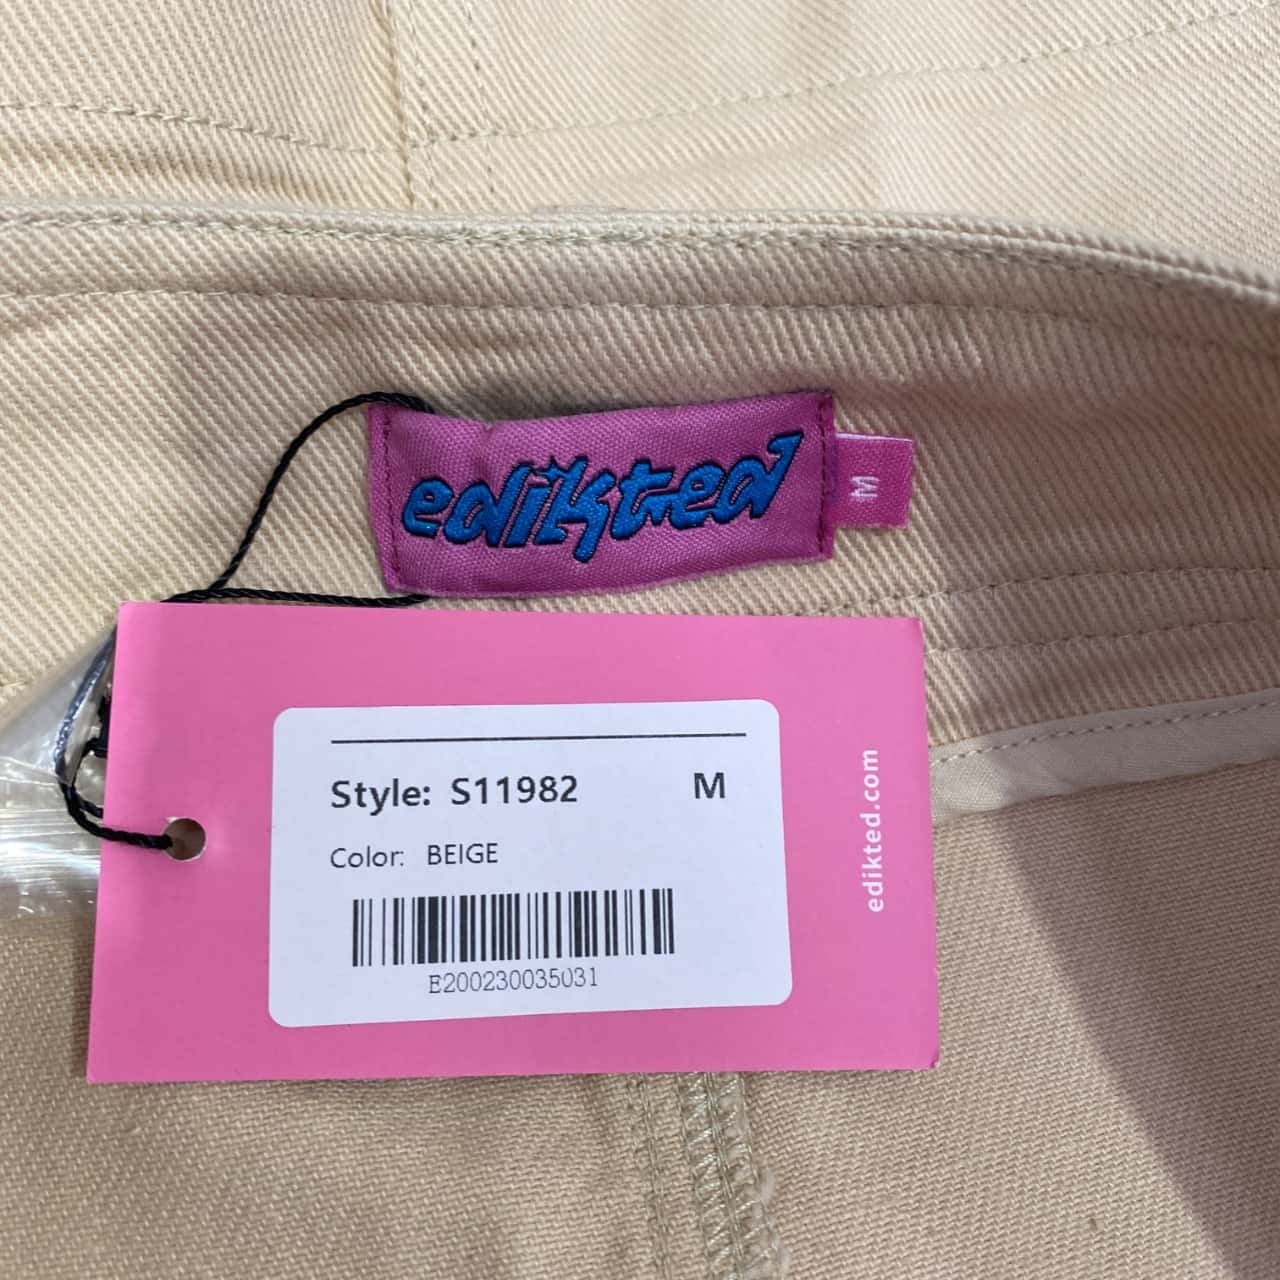 edikted
M
Style: S11982 M
Color: BEIGE
E200230035031
edikted.com